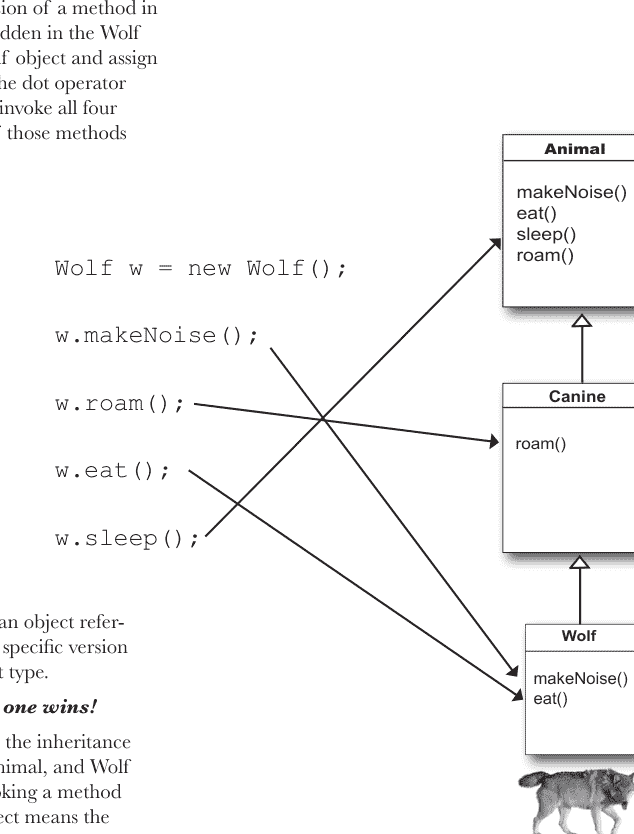 tion of a method in
dden in the Wolf
f object and assign
he dot operator
invoke all four
those methods
Animal
makeNoise()
eat()
sleep()
roam()
Wolf w = new Wolf();
w.makeNoise();
w.roam();
w.eat();
w.sleep();
Canine
roam()
Wolf
makeNoise()
eat()
an object refer-
specific version
t type.
one wins!
the inheritance
nimal, and Wolf
oking a method
ect means the